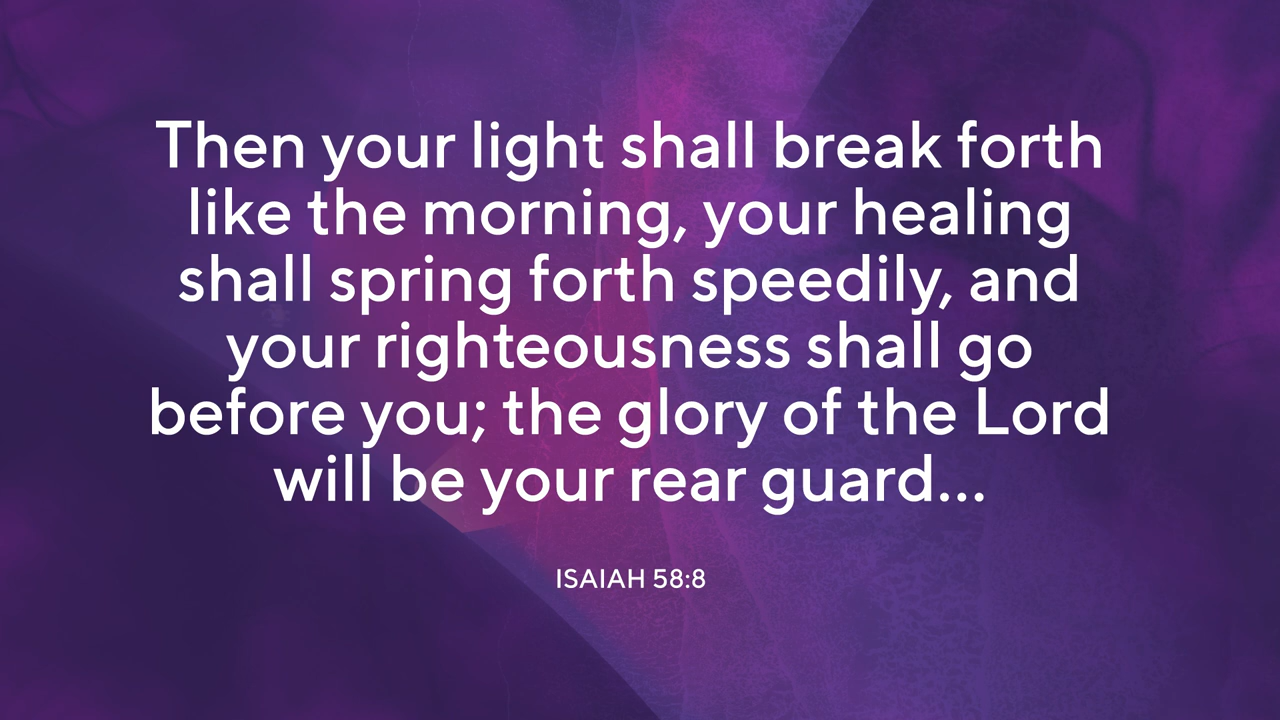 Then your light shall break forth
like the morning, your healing
shall spring forth speedily, and
your righteousness shall go
before you; the glory of the Lord
will be your rear guard...
ISAIAH 58:8